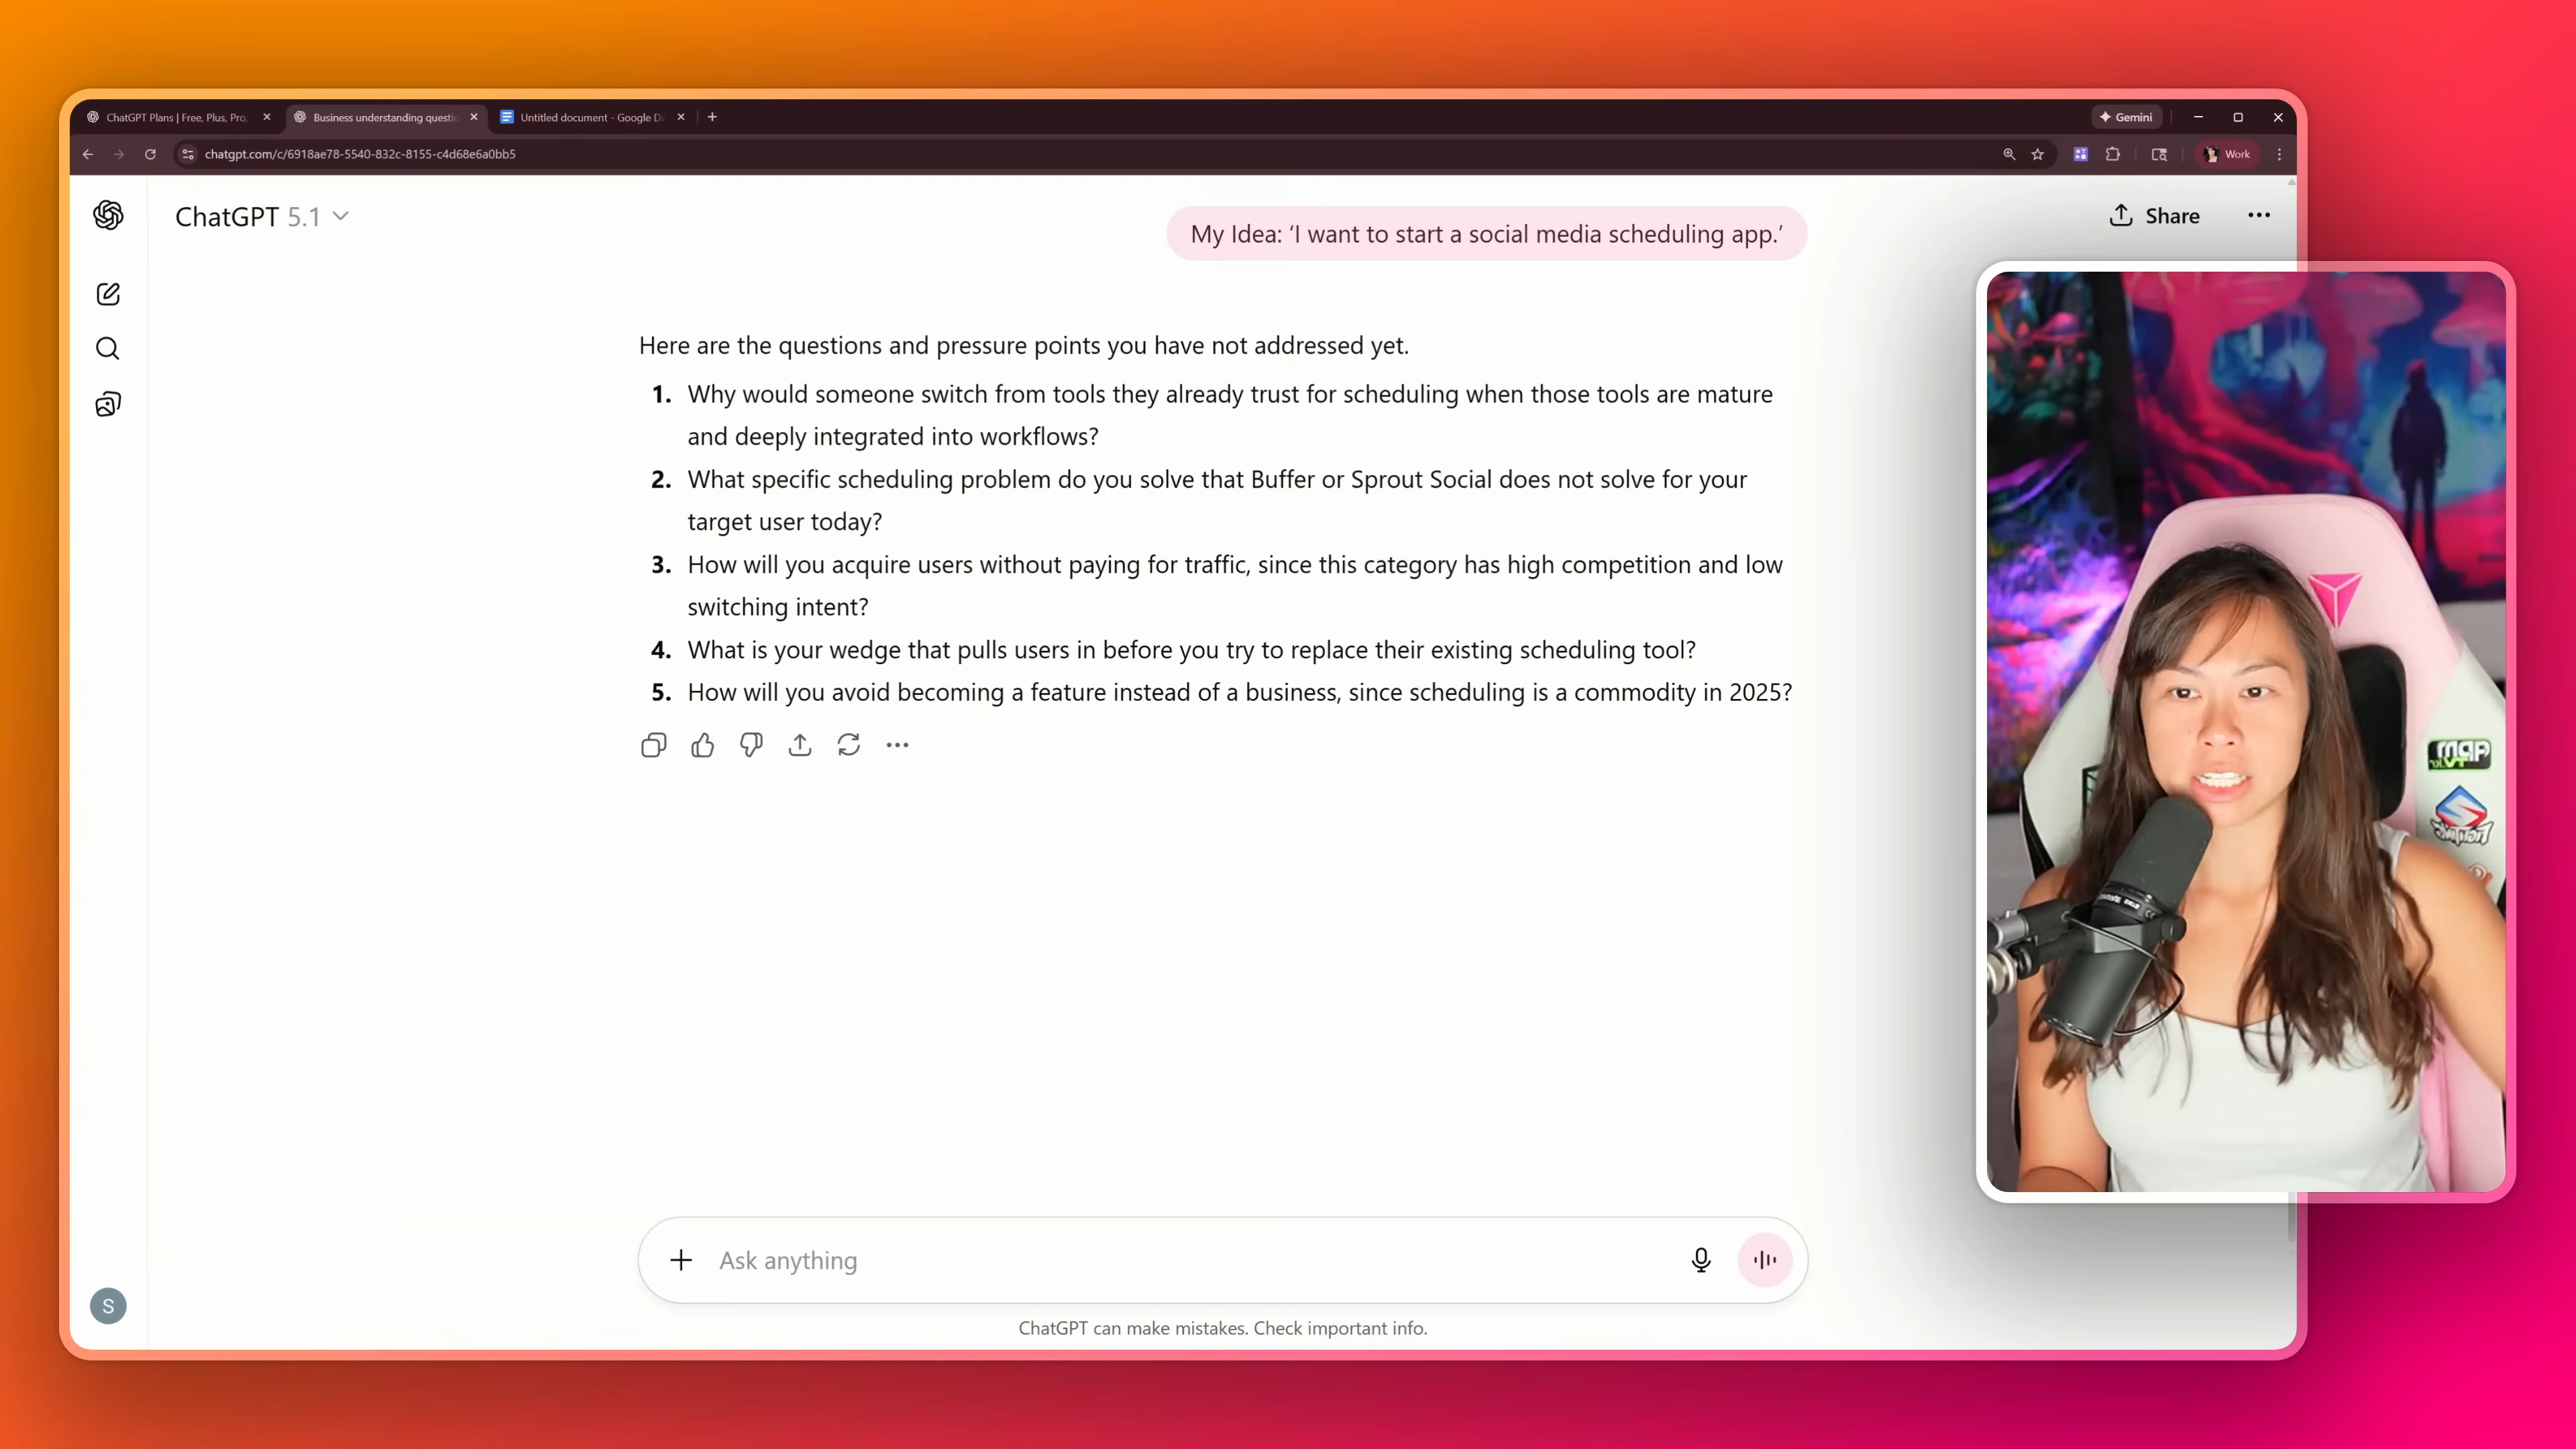 ChatGPT Plans | Free, Plus, Pro,
Business understanding questio
Untitled document - Google Do
Gemini
chatgpt.com/c/6918ae78-5540-832c-8155-c4d68e6a0bb5
Work
ChatGPT 5.1
My Idea: ‘I want to start a social media scheduling app.’
Share
Here are the questions and pressure points you have not addressed yet.
1. Why would someone switch from tools they already trust for scheduling when those tools are mature
and deeply integrated into workflows?
2. What specific scheduling problem do you solve that Buffer or Sprout Social does not solve for your
target user today?
3. How will you acquire users without paying for traffic, since this category has high competition and low
switching intent?
4. What is your wedge that pulls users in before you try to replace their existing scheduling tool?
5. How will you avoid becoming a feature instead of a business, since scheduling is a commodity in 2025?
Ask anything
S
ChatGPT can make mistakes. Check important info.